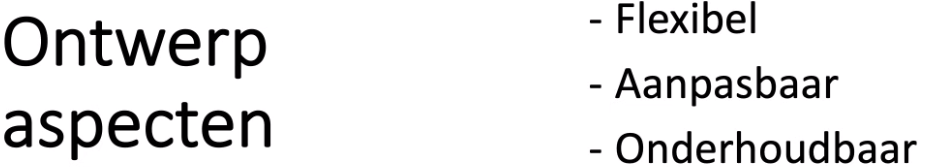 Ontwerp
aspecten
- Flexibel
- Aanpasbaar
- Onderhoudbaar